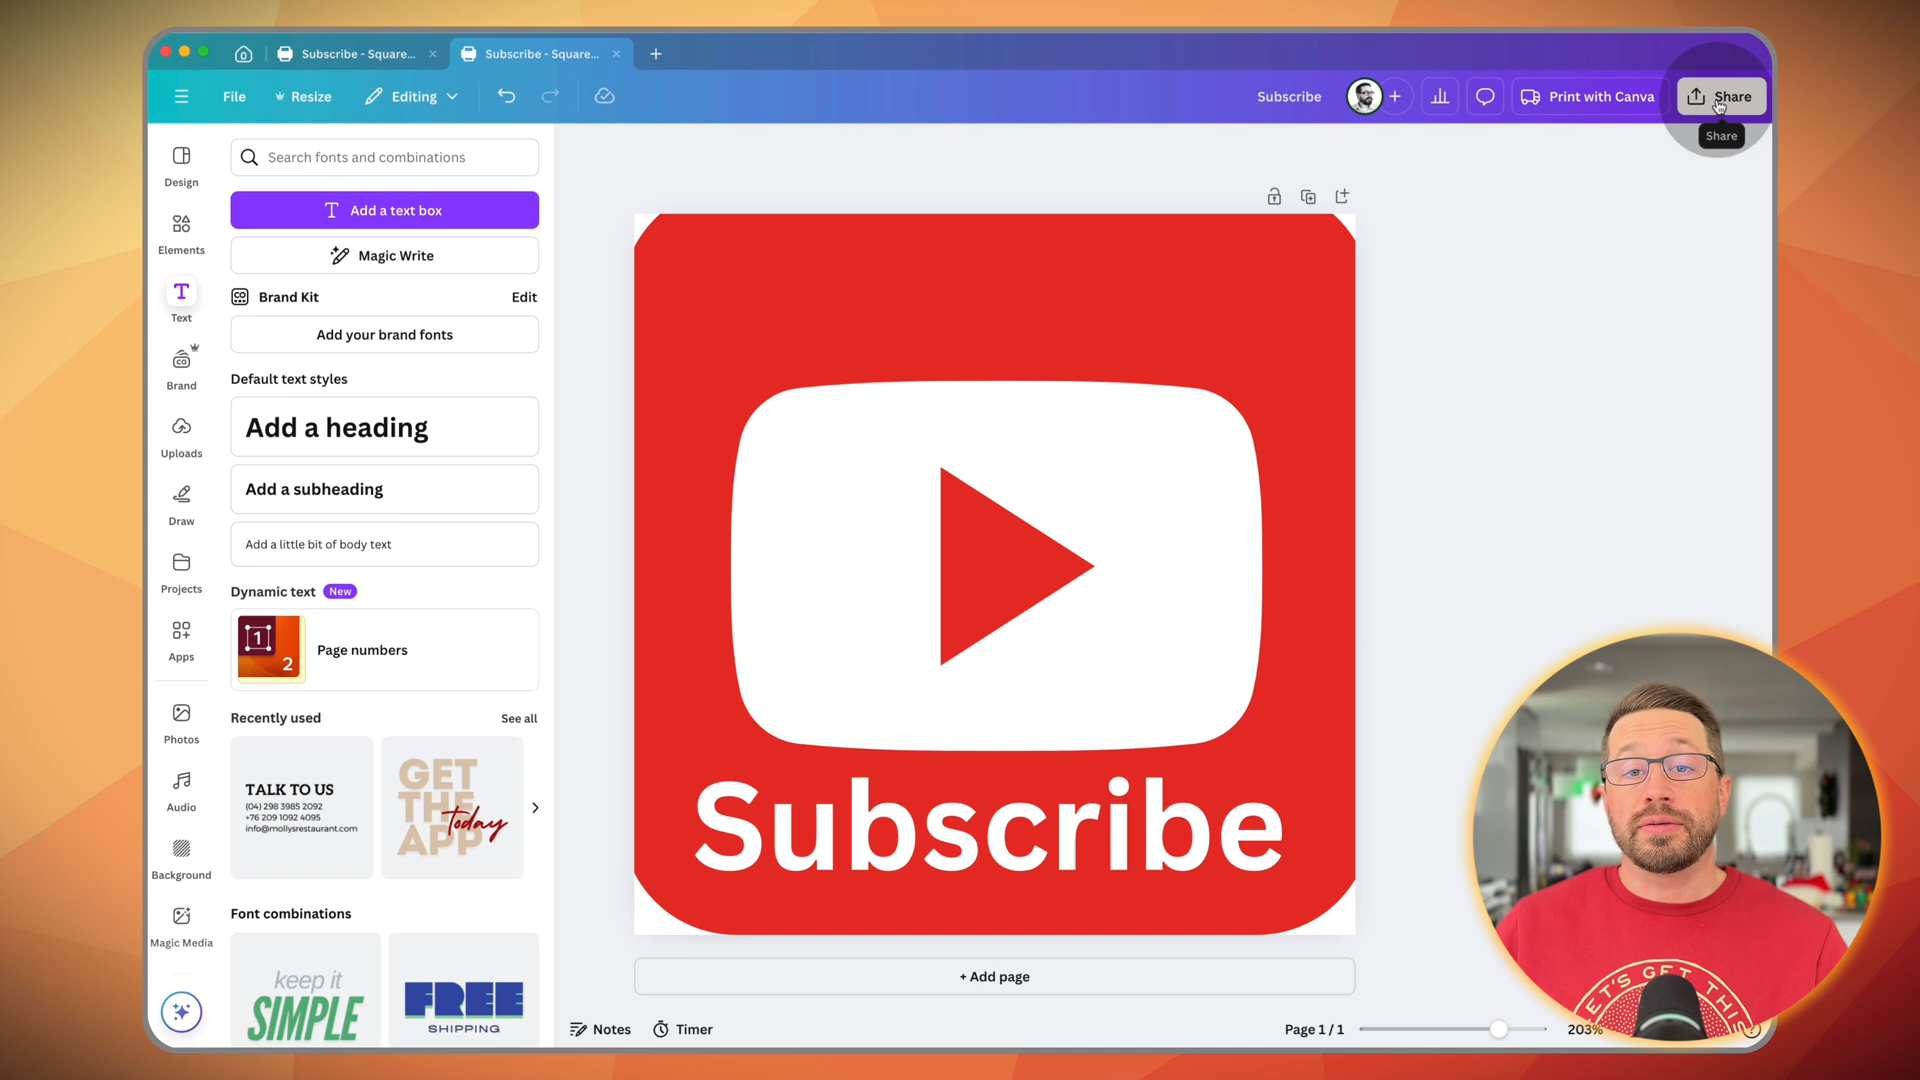 Subscribe - Square...
Subscribe - Square...
File
Resize
Editing
Subscribe
Print with Canva
Share
Share
Design
Elements
Text
Brand
Uploads
Draw
Projects
Apps
Photos
Audio
Background
Magic Media
Search fonts and combinations
Add a text box
Magic Write
Brand Kit
Edit
Add your brand fonts
Default text styles
Add a heading
Add a subheading
Add a little bit of body text
Dynamic text
New
1
2
Page numbers
Recently used
See all
TALK TO US
(04) 298 3985 2092
+76 209 1092 4095
info@mollysrestaurant.com
GET
THE
APP
today
Font combinations
keep it
SIMPLE
FREE
SHIPPING
Subscribe
+ Add page
Notes
Timer
Page 1 / 1
203%
LET'S GET THIS